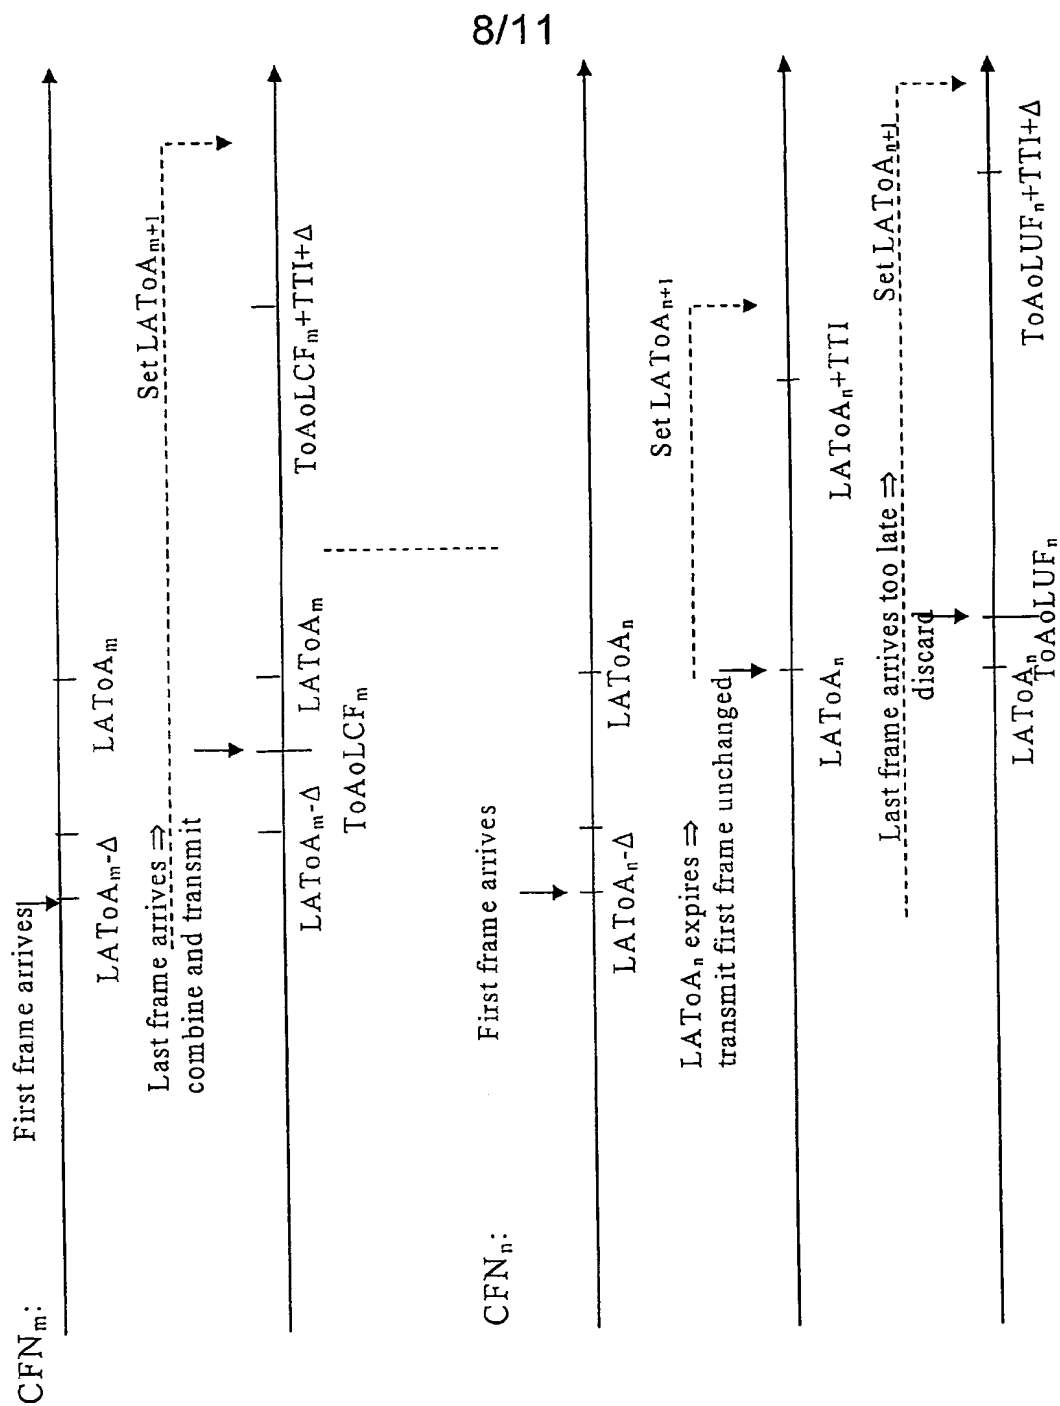 8/11
CFNm:
First frame arrives
LAToAm-Δ
LAToAm
Last frame arrives ⇒
combine and transmit
Set LAToAm+1
LAToAm-Δ
LAToAm
ToAoLCFm
ToAoLCFm+TTI+Δ
CFNn:
First frame arrives
LAToAn-Δ
LAToAn
LAToAn expires ⇒
transmit first frame unchanged
Set LAToAn+1
LAToAn
LAToAn+TTI
Last frame arrives too late ⇒
discard
Set LAToAn+1
LAToAn
ToAoLUFn
ToAoLUFn+TTI+Δ